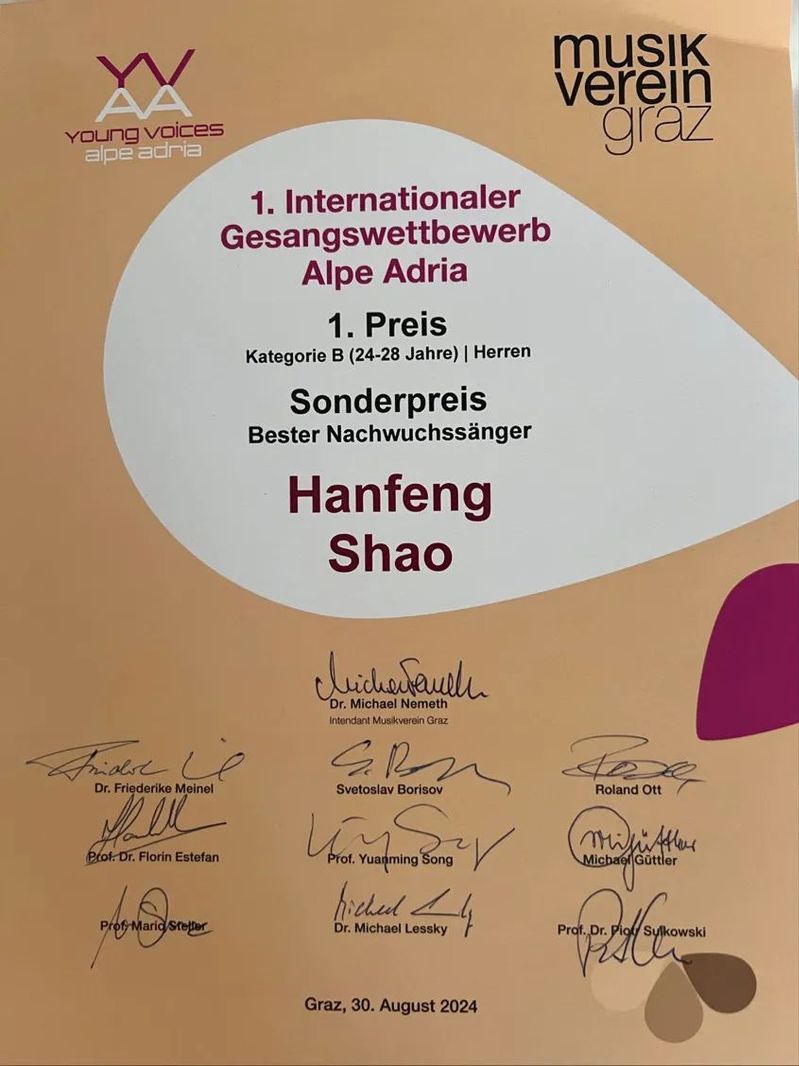 YV
AA
young voices
alpe adria
musik
verein
graz
1. Internationaler
Gesangswettbewerb
Alpe Adria
1. Preis
Kategorie B (24-28 Jahre) | Herren
Sonderpreis
Bester Nachwuchssänger
Hanfeng
Shao
Dr. Michael Nemeth
Intendant Musikverein Graz
Dr. Friederike Meinel
Svetoslav Borisov
Roland Ott
Prof. Dr. Florin Estefan
Prof. Yuanming Song
Michael Güttler
Prof. Mario Steller
Dr. Michael Lessky
Prof. Dr. Piotr Sulkowski
Graz, 30. August 2024